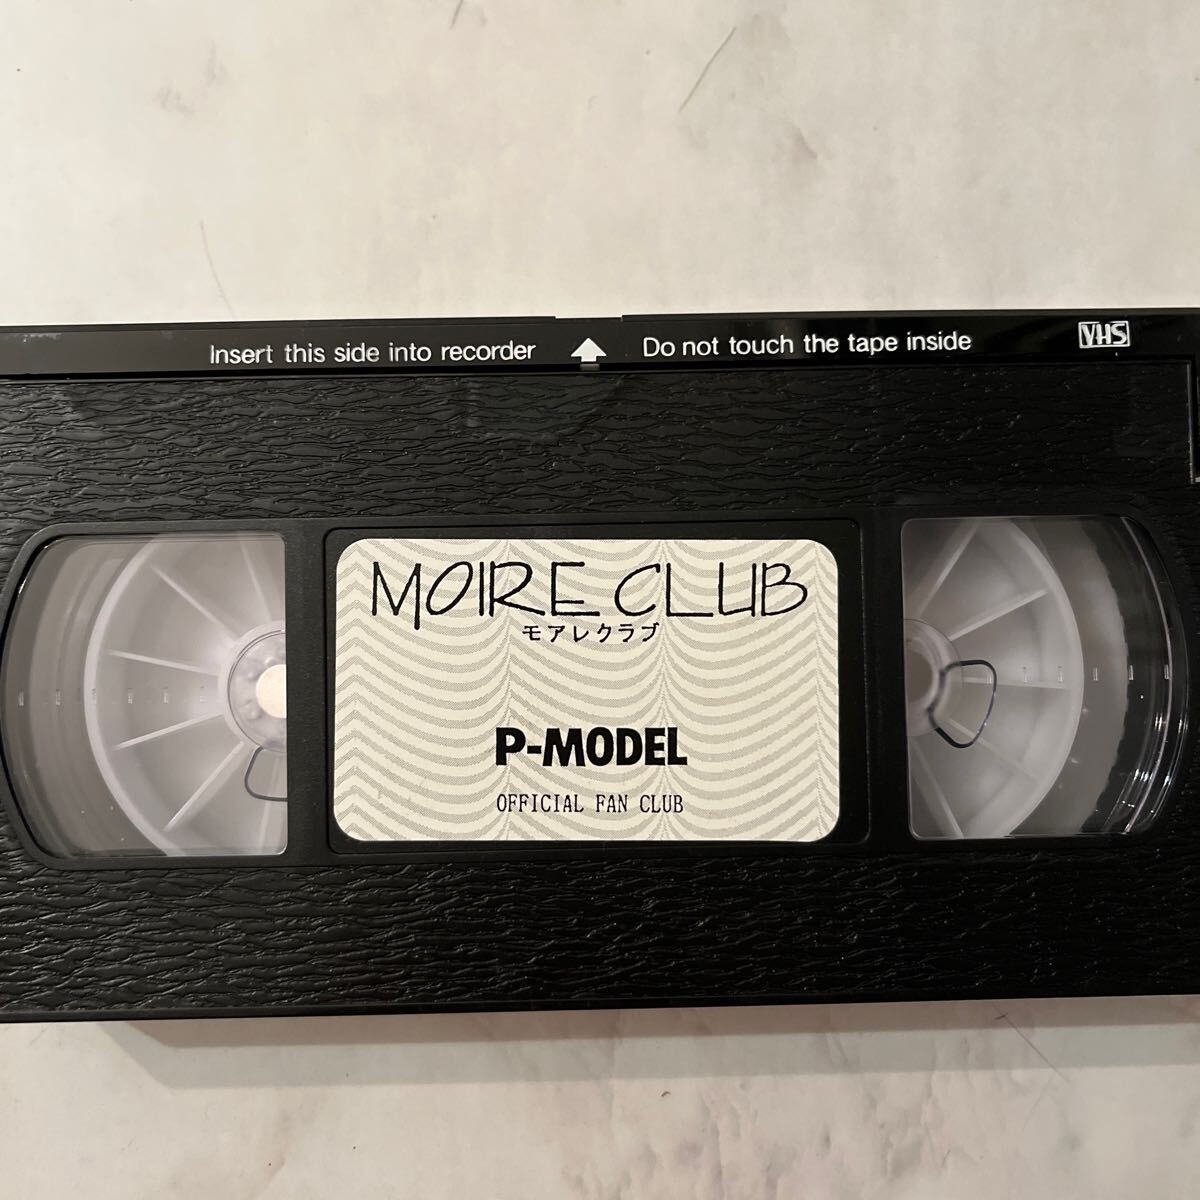 Insert this side into recorder
Do not touch the tape inside
VHS
MOIRE CLUB
モアレクラブ
P-MODEL
OFFICIAL FAN CLUB